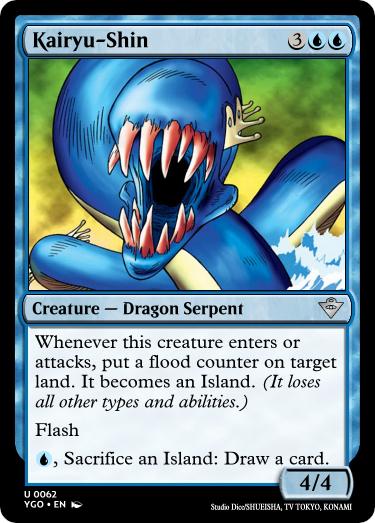 Kairyu-Shin 3
Creature — Dragon Serpent
Whenever this creature enters or
attacks, put a flood counter on target
land. It becomes an Island. (It loses
all other types and abilities.)
Flash
, Sacrifice an Island: Draw a card.
4/4
U 0062
YGO • EN
Studio Dice/SHUEISHA, TV TOKYO, KONAMI